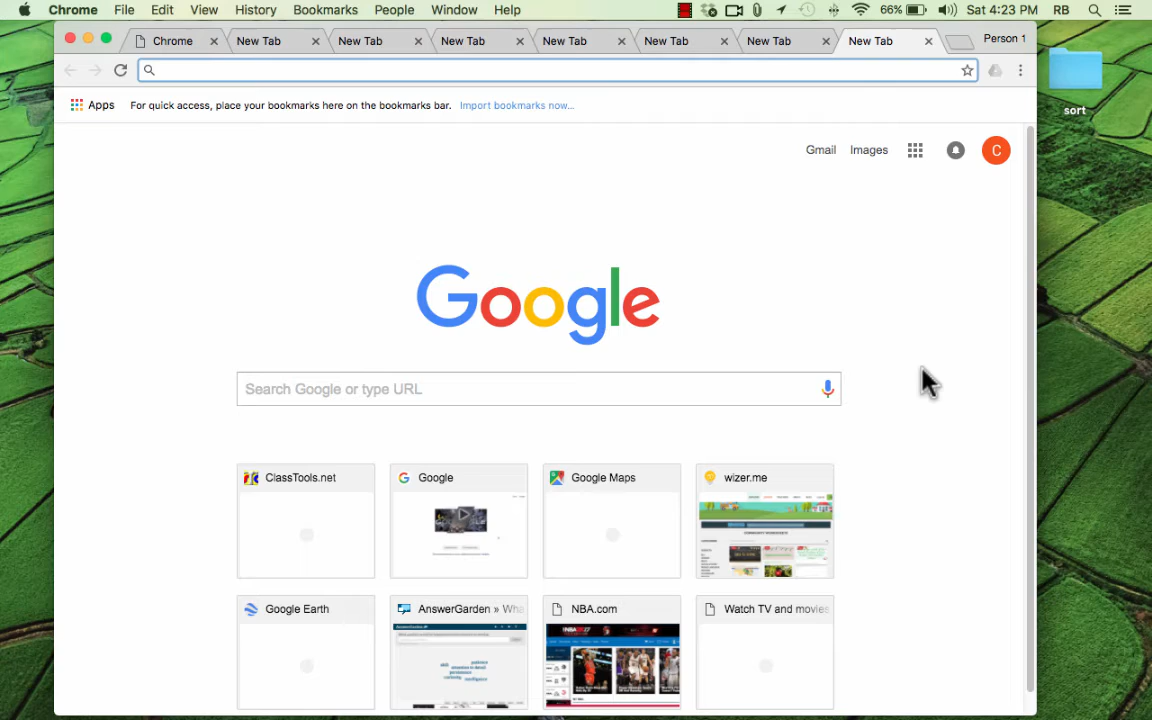 Chrome File Edit View History Bookmarks People Window Help 66% Sat 4:23 PM RB
Chrome New Tab New Tab New Tab New Tab New Tab New Tab New Tab Person 1
sort
Apps For quick access, place your bookmarks here on the bookmarks bar. Import bookmarks now...
Gmail Images C
Google
Search Google or type URL
ClassTools.net Google Google Maps wizer.me
Google Earth AnswerGarden » Wha NBA.com Watch TV and movies